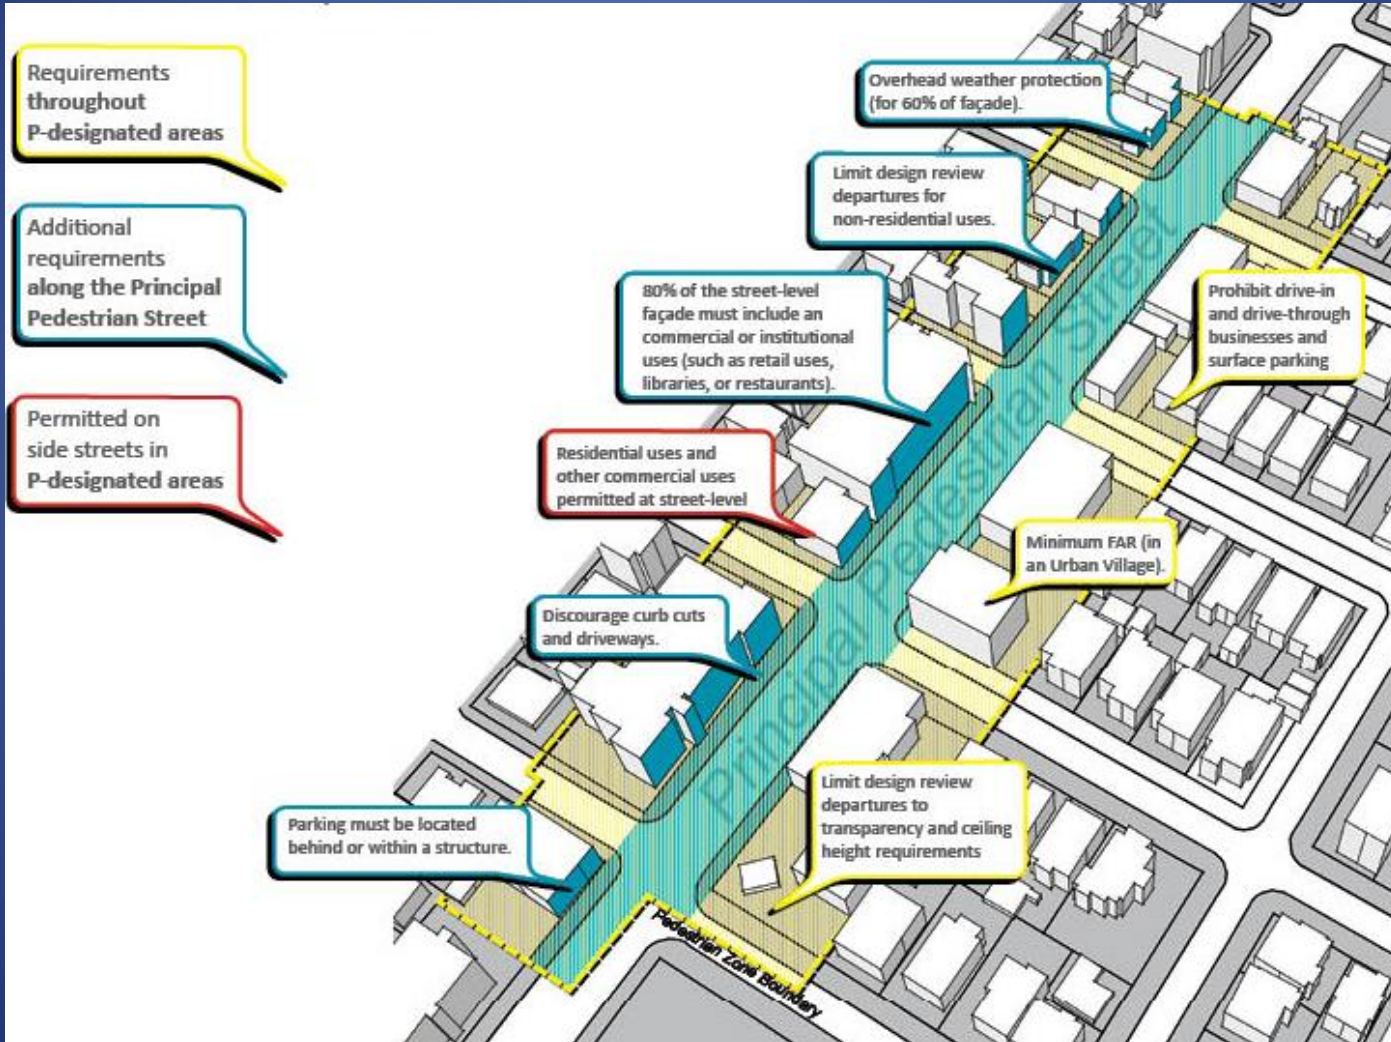 Requirements
throughout
P-designated areas
Additional
requirements
along the Principal
Pedestrian Street
Permitted on
side streets in
P-designated areas
Overhead weather protection
(for 60% of façade).
Limit design review
departures for
non-residential uses.
80% of the street-level
façade must include an
commercial or institutional
uses (such as retail uses,
libraries, or restaurants).
Prohibit drive-in
and drive-through
businesses and
surface parking
Residential uses and
other commercial uses
permitted at street-level
Minimum FAR (in
an Urban Village).
Discourage curb cuts
and driveways.
Limit design review
departures to
transparency and ceiling
height requirements
Parking must be located
behind or within a structure.
Principal Pedestrian Street
Pedestrian Zone Boundary